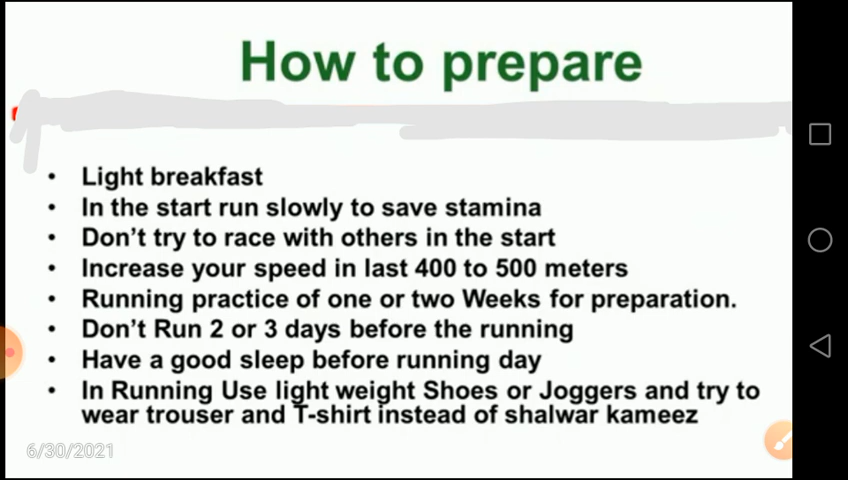 How to prepare
• Light breakfast
• In the start run slowly to save stamina
• Don't try to race with others in the start
• Increase your speed in last 400 to 500 meters
• Running practice of one or two Weeks for preparation.
• Don't Run 2 or 3 days before the running
• Have a good sleep before running day
• In Running Use light weight Shoes or Joggers and try to
wear trouser and T-shirt instead of shalwar kameez
6/30/2021